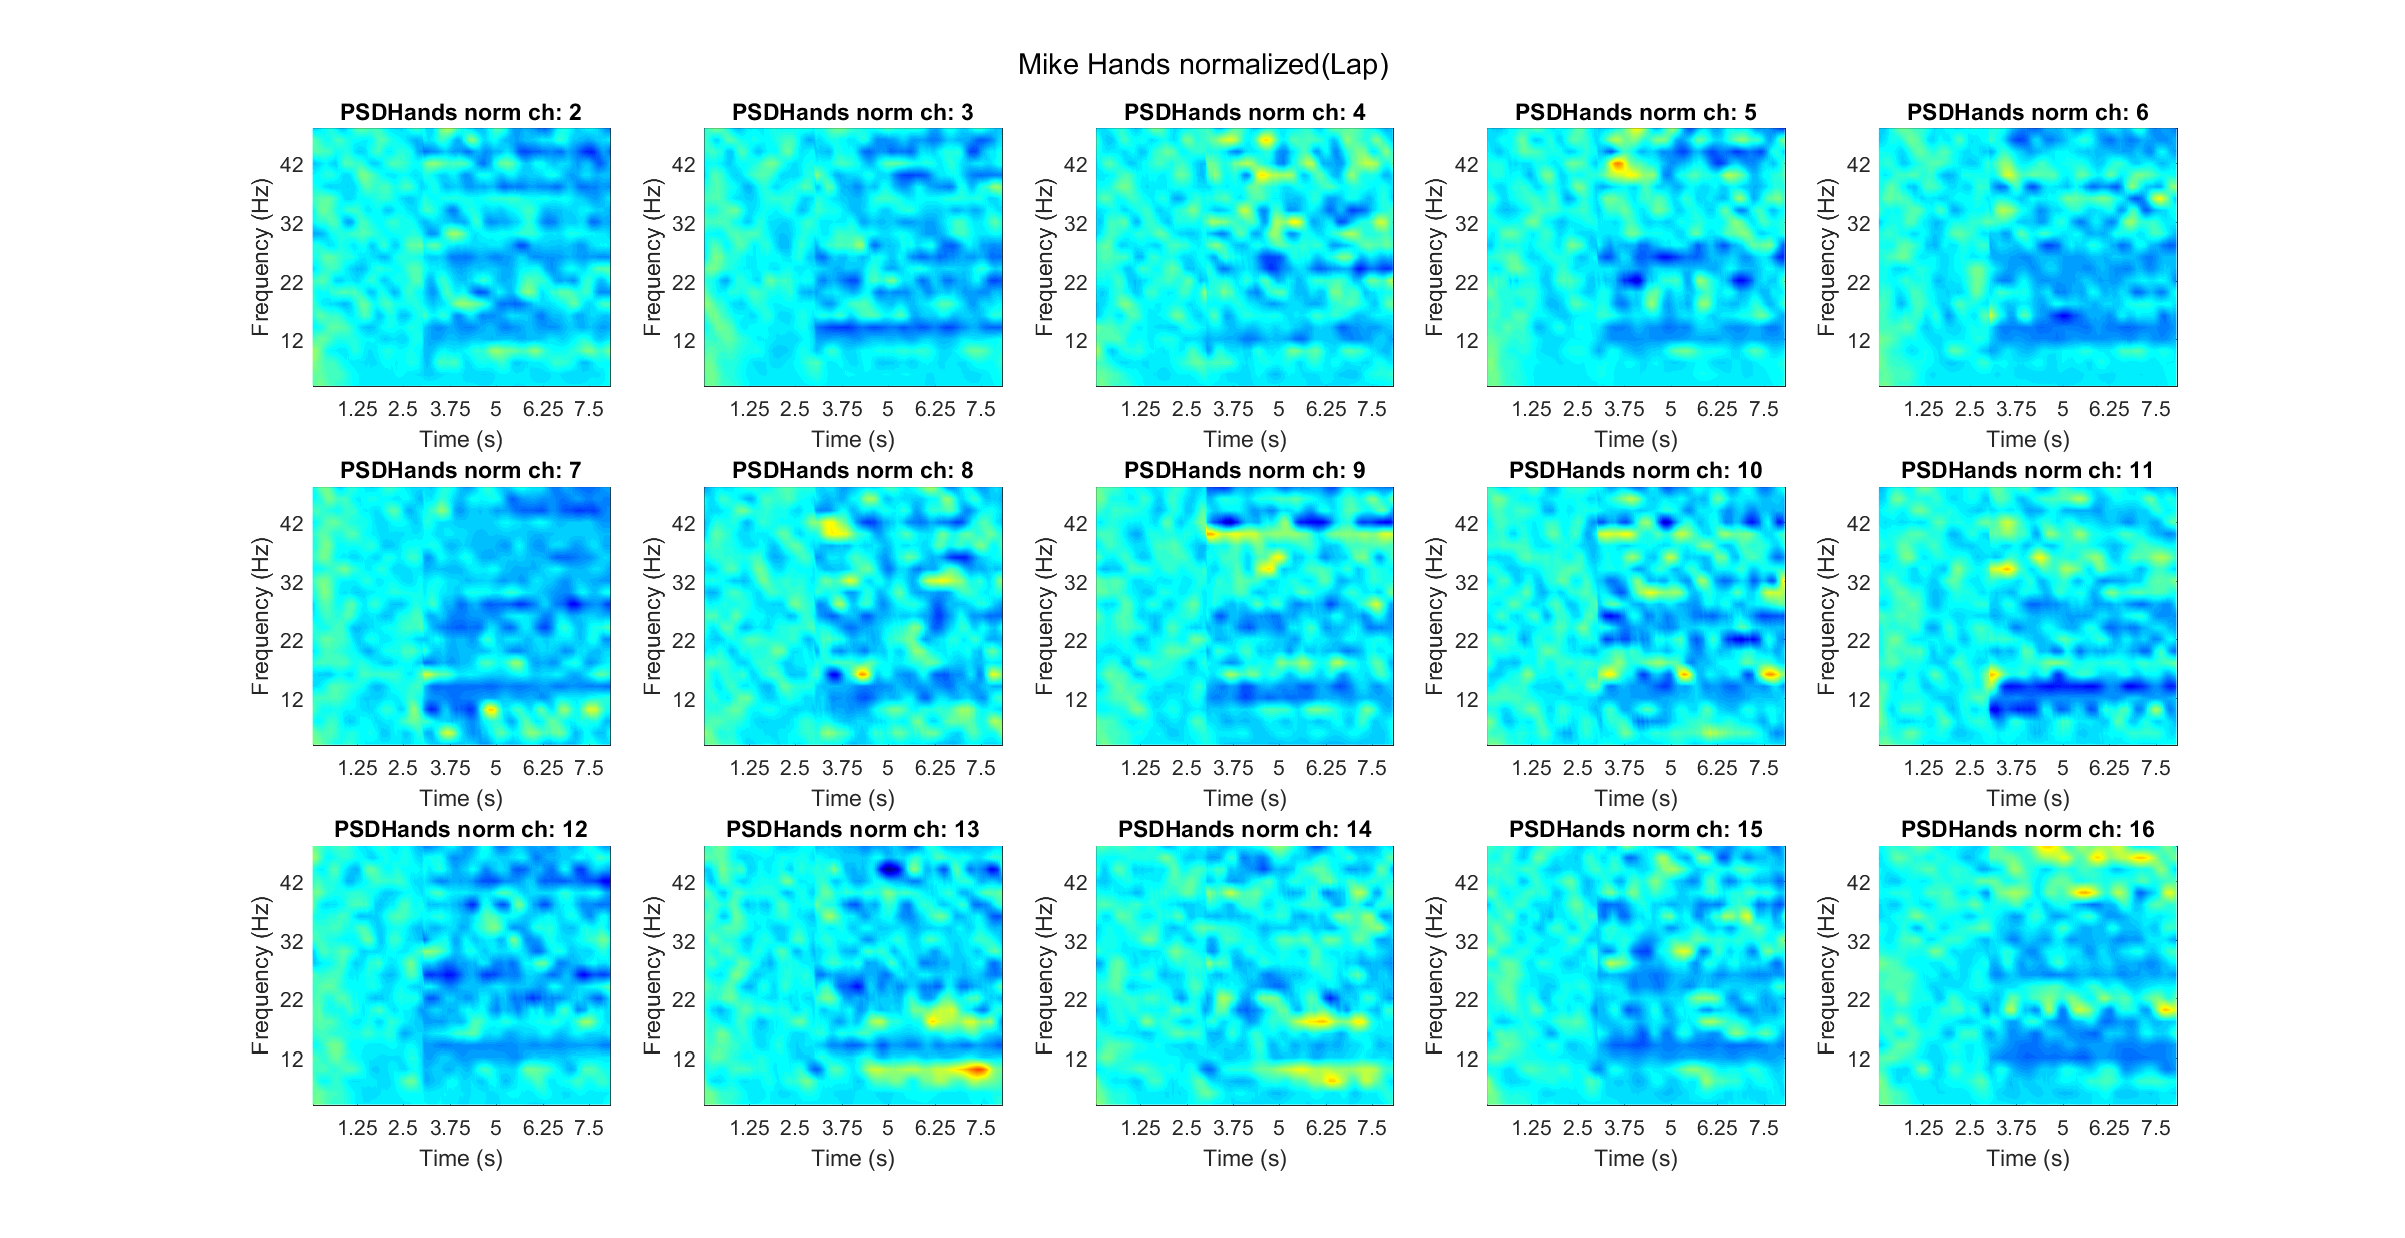 Mike Hands normalized(Lap)
PSDHands norm ch: 2
Frequency (Hz)
42
32
22
12
1.25 2.5 3.75 5 6.25 7.5
Time (s)
PSDHands norm ch: 3
Frequency (Hz)
42
32
22
12
1.25 2.5 3.75 5 6.25 7.5
Time (s)
PSDHands norm ch: 4
Frequency (Hz)
42
32
22
12
1.25 2.5 3.75 5 6.25 7.5
Time (s)
PSDHands norm ch: 5
Frequency (Hz)
42
32
22
12
1.25 2.5 3.75 5 6.25 7.5
Time (s)
PSDHands norm ch: 6
Frequency (Hz)
42
32
22
12
1.25 2.5 3.75 5 6.25 7.5
Time (s)
PSDHands norm ch: 7
Frequency (Hz)
42
32
22
12
1.25 2.5 3.75 5 6.25 7.5
Time (s)
PSDHands norm ch: 8
Frequency (Hz)
42
32
22
12
1.25 2.5 3.75 5 6.25 7.5
Time (s)
PSDHands norm ch: 9
Frequency (Hz)
42
32
22
12
1.25 2.5 3.75 5 6.25 7.5
Time (s)
PSDHands norm ch: 10
Frequency (Hz)
42
32
22
12
1.25 2.5 3.75 5 6.25 7.5
Time (s)
PSDHands norm ch: 11
Frequency (Hz)
42
32
22
12
1.25 2.5 3.75 5 6.25 7.5
Time (s)
PSDHands norm ch: 12
Frequency (Hz)
42
32
22
12
1.25 2.5 3.75 5 6.25 7.5
Time (s)
PSDHands norm ch: 13
Frequency (Hz)
42
32
22
12
1.25 2.5 3.75 5 6.25 7.5
Time (s)
PSDHands norm ch: 14
Frequency (Hz)
42
32
22
12
1.25 2.5 3.75 5 6.25 7.5
Time (s)
PSDHands norm ch: 15
Frequency (Hz)
42
32
22
12
1.25 2.5 3.75 5 6.25 7.5
Time (s)
PSDHands norm ch: 16
Frequency (Hz)
42
32
22
12
1.25 2.5 3.75 5 6.25 7.5
Time (s)